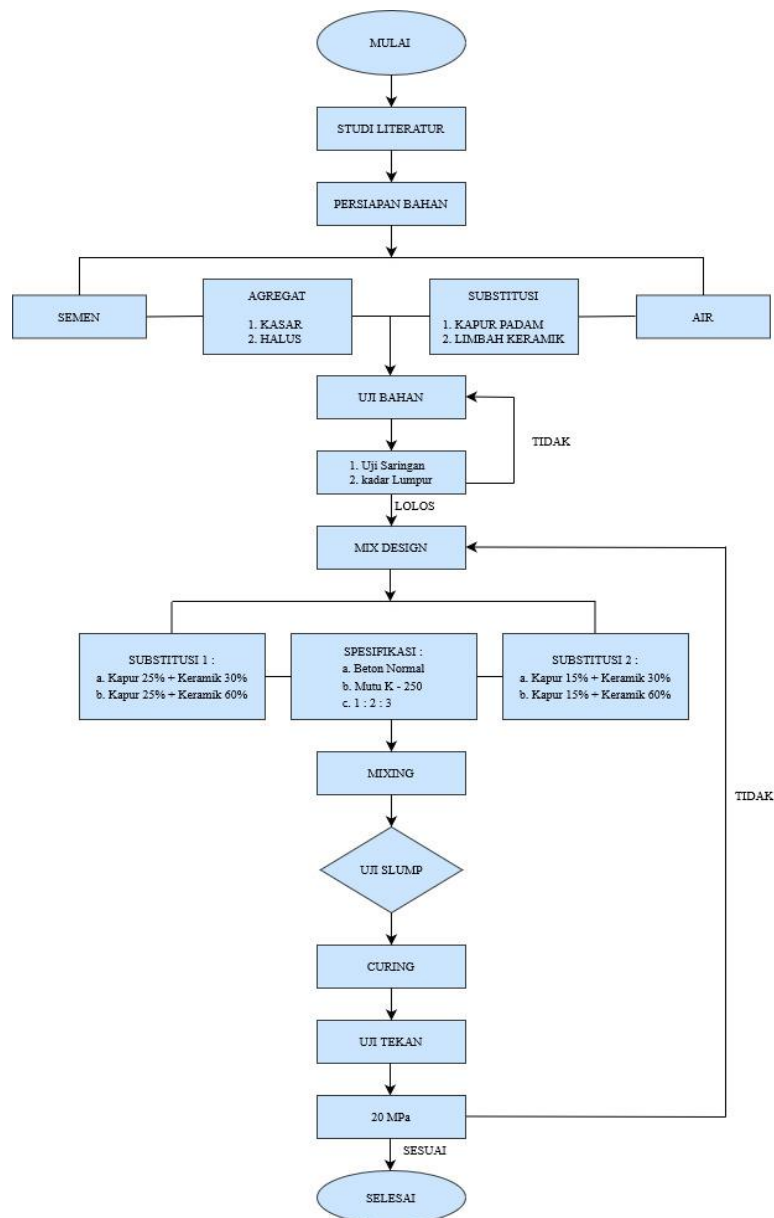 MULAI
STUDI LITERATUR
PERSIAPAN BAHAN
SEMEN
AGREGAT
1. KASAR
2. HALUS
SUBSTITUSI
1. KAPUR PADAM
2. LIMBAH KERAMIK
AIR
UJI BAHAN
TIDAK
1. Uji Saringan
2. kadar Lumpur
LOLOS
MIX DESIGN
SUBSTITUSI 1 :
a. Kapur 25% + Keramik 30%
b. Kapur 25% + Keramik 60%
SPESIFIKASI :
a. Beton Normal
b. Mutu K - 250
c. 1 : 2 : 3
SUBSTITUSI 2 :
a. Kapur 15% + Keramik 30%
b. Kapur 15% + Keramik 60%
MIXING
TIDAK
UJI SLUMP
CURING
UJI TEKAN
20 MPa
SESUAI
SELESAI